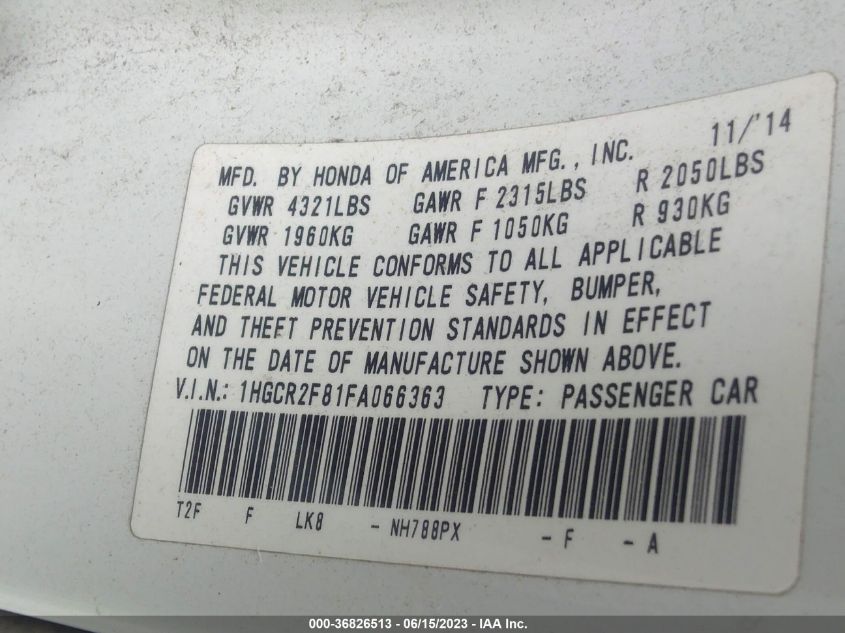 11/'14
MFD. BY HONDA OF AMERICA MFG., INC.
GVWR 4321LBS GAWR F 2315LBS R 2050LBS
GVWR 1960KG GAWR F 1050KG R 930KG
THIS VEHICLE CONFORMS TO ALL APPLICABLE
FEDERAL MOTOR VEHICLE SAFETY, BUMPER,
AND THEFT PREVENTION STANDARDS IN EFFECT
ON THE DATE OF MANUFACTURE SHOWN ABOVE.
V.I.N.: 1HGCR2F81FA066363 TYPE: PASSENGER CAR
T2F F LK8 - NH788PX - F - A
000-36826513 - 06/15/2023 - IAA Inc.